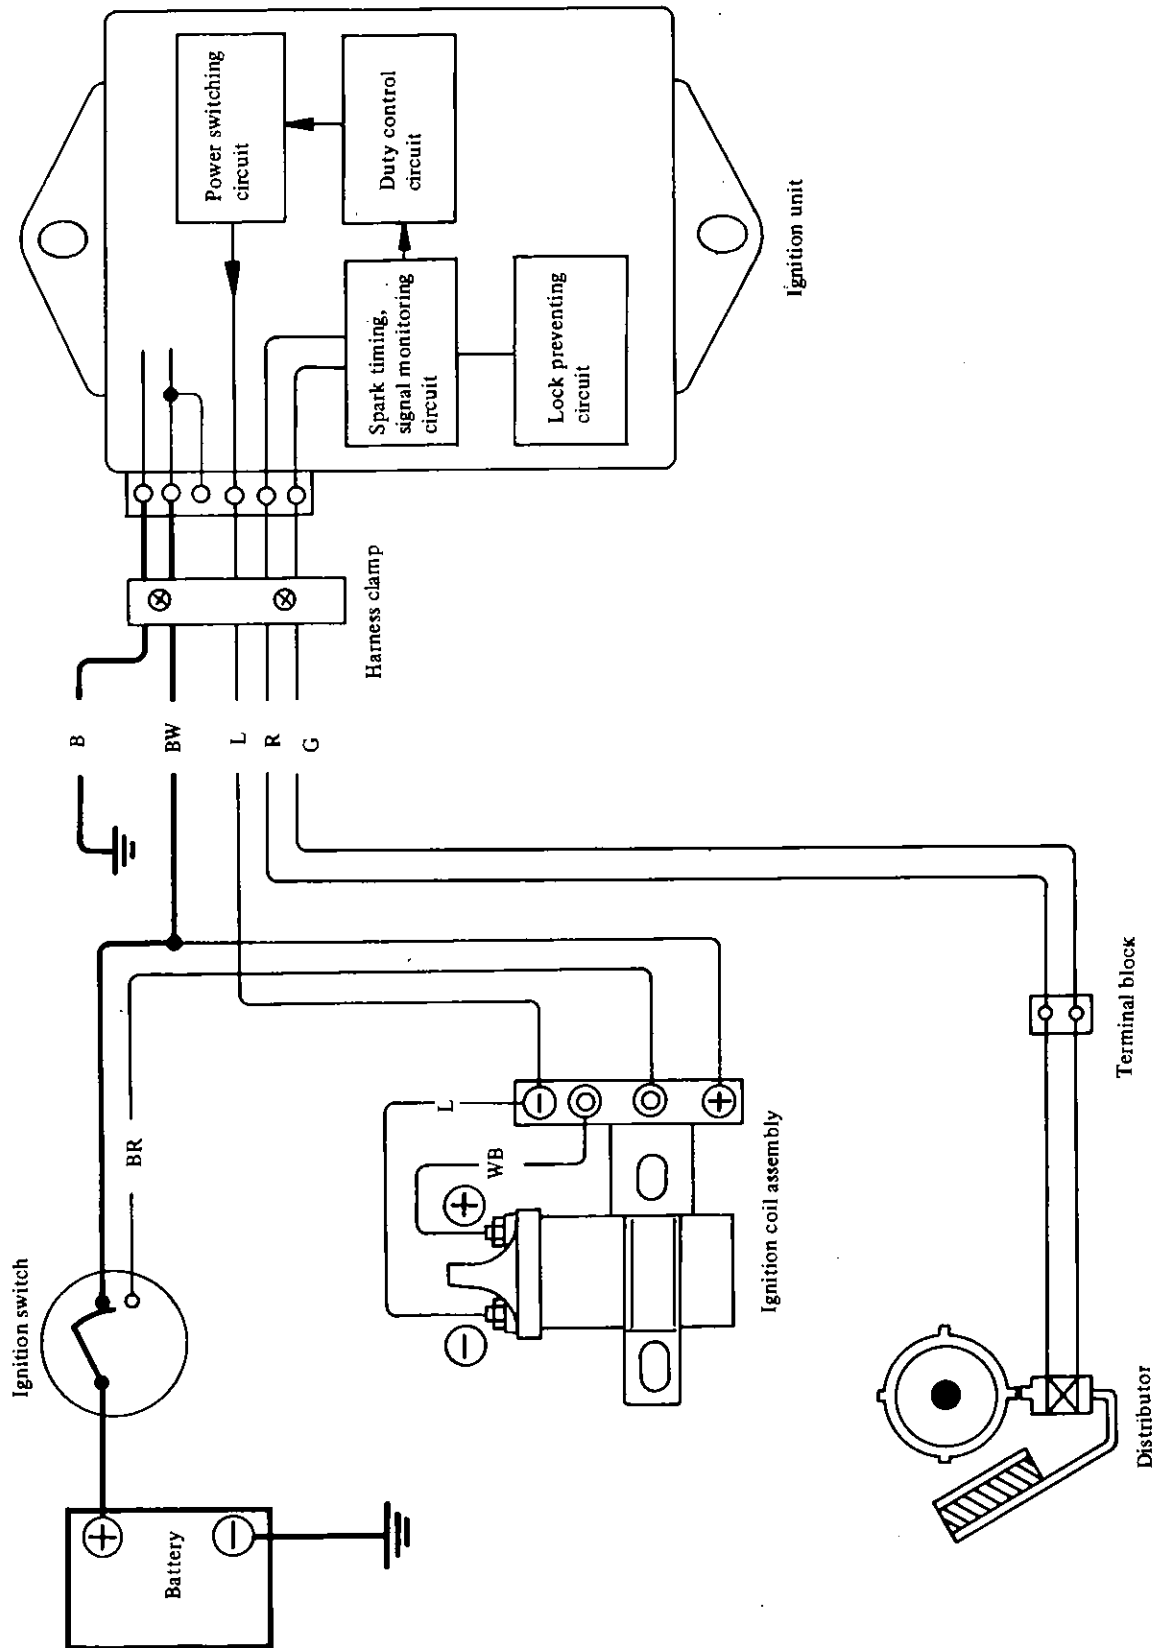 Battery
Ignition switch
BR
B
BW
L
R
G
Harness clamp
Power switching
circuit
Duty control
circuit
Spark timing,
signal monitoring
circuit
Lock preventing
circuit
Ignition unit
L
WB
Ignition coil assembly
Terminal block
Distributor